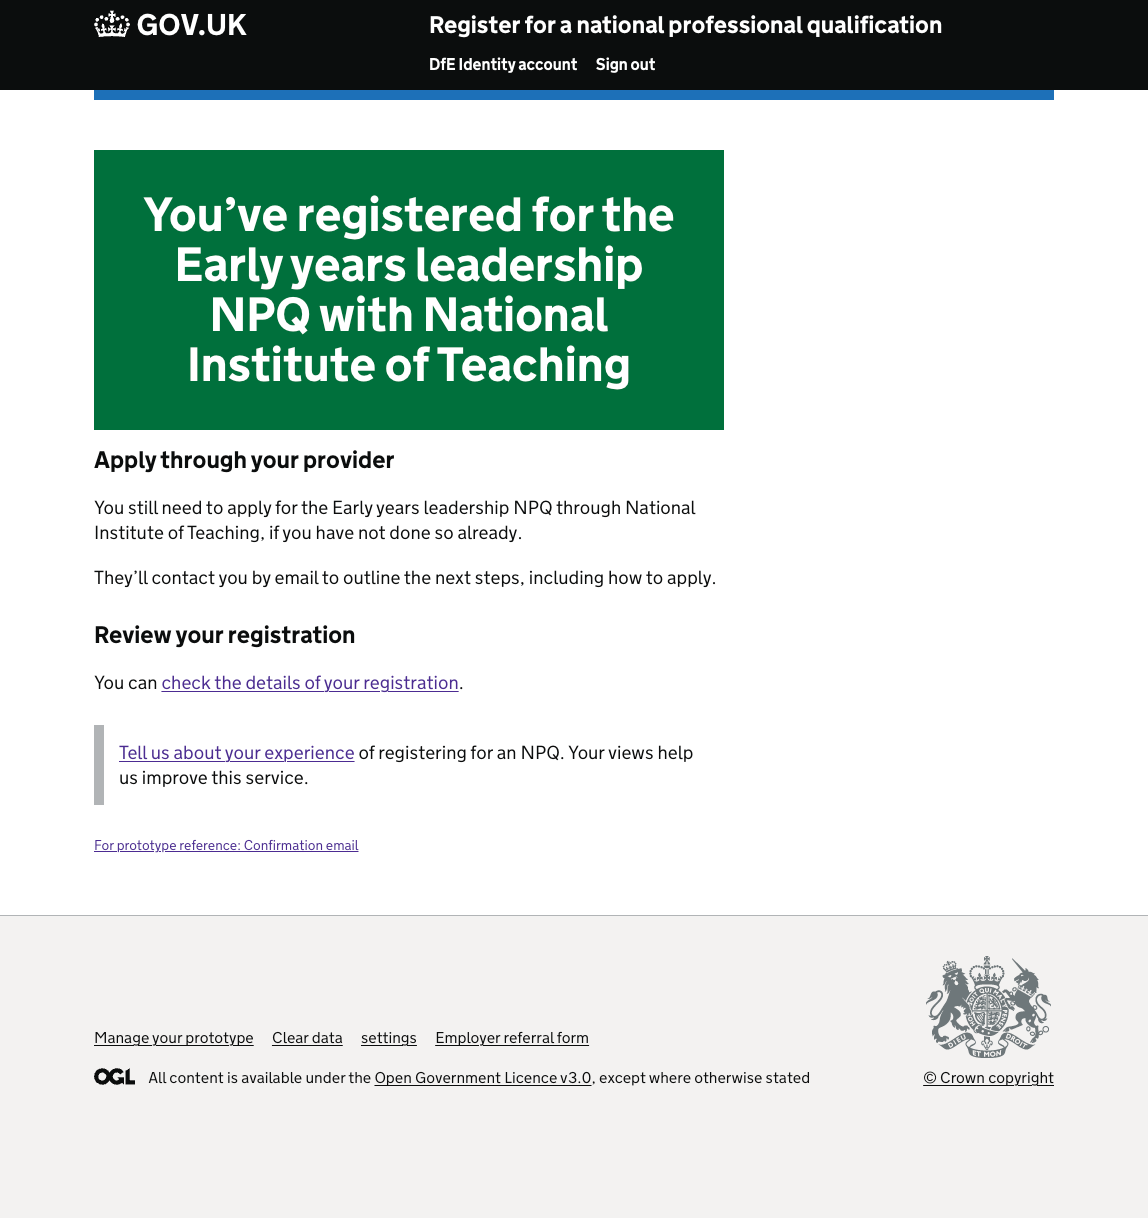 GOV.UK
Register for a national professional qualification
DfE Identity account Sign out
You’ve registered for the
Early years leadership
NPQ with National
Institute of Teaching
Apply through your provider
You still need to apply for the Early years leadership NPQ through National
Institute of Teaching, if you have not done so already.
They’ll contact you by email to outline the next steps, including how to apply.
Review your registration
You can check the details of your registration.
Tell us about your experience of registering for an NPQ. Your views help
us improve this service.
For prototype reference: Confirmation email
Manage your prototype Clear data settings Employer referral form
OGL All content is available under the Open Government Licence v3.0, except where otherwise stated
DIEU ET MON DROIT
© Crown copyright